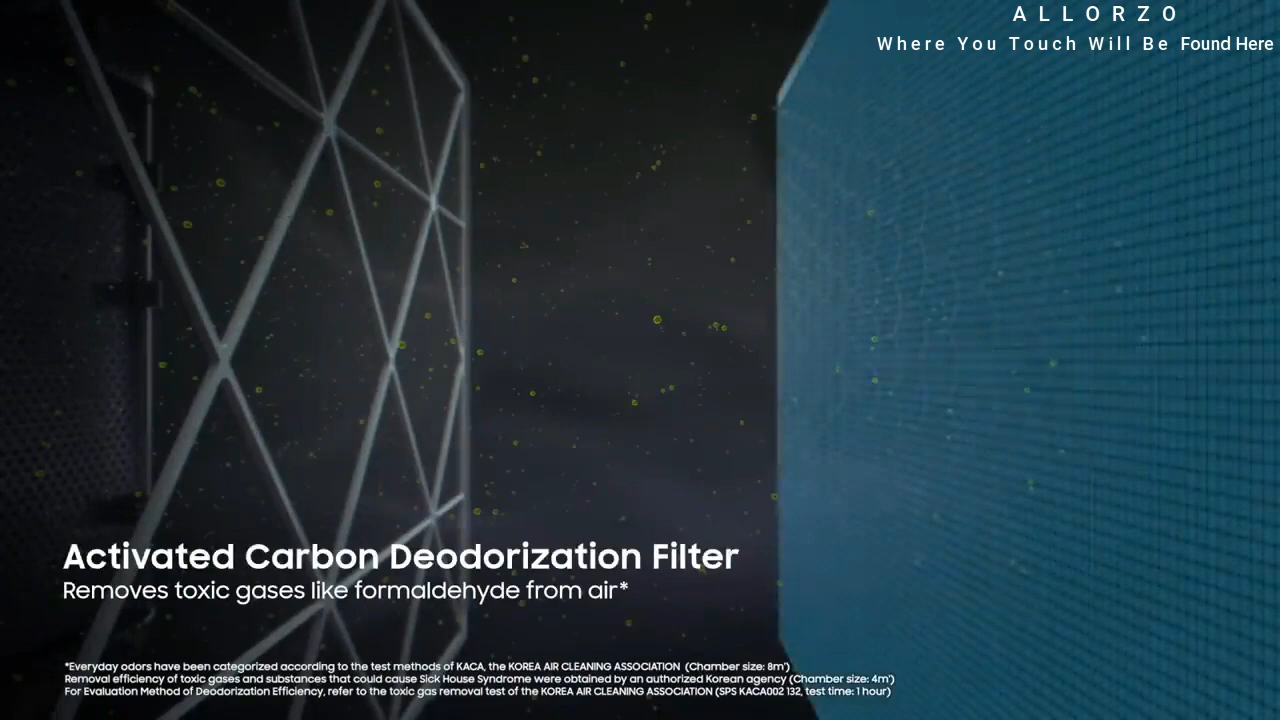 ALLORZO
Where You Touch Will Be Found Here
Activated Carbon Deodorization Filter
Removes toxic gases like formaldehyde from air*
*Everyday odors have been categorized according to the test methods of KACA, the KOREA AIR CLEANING ASSOCIATION (Chamber size: 8m³)
Removal efficiency of toxic gases and substances that could cause Sick House Syndrome were obtained by an authorized Korean agency (Chamber size: 4m³)
For Evaluation Method of Deodorization Efficiency, refer to the toxic gas removal test of the KOREA AIR CLEANING ASSOCIATION (SPS KACA002 132, test time: 1 hour)